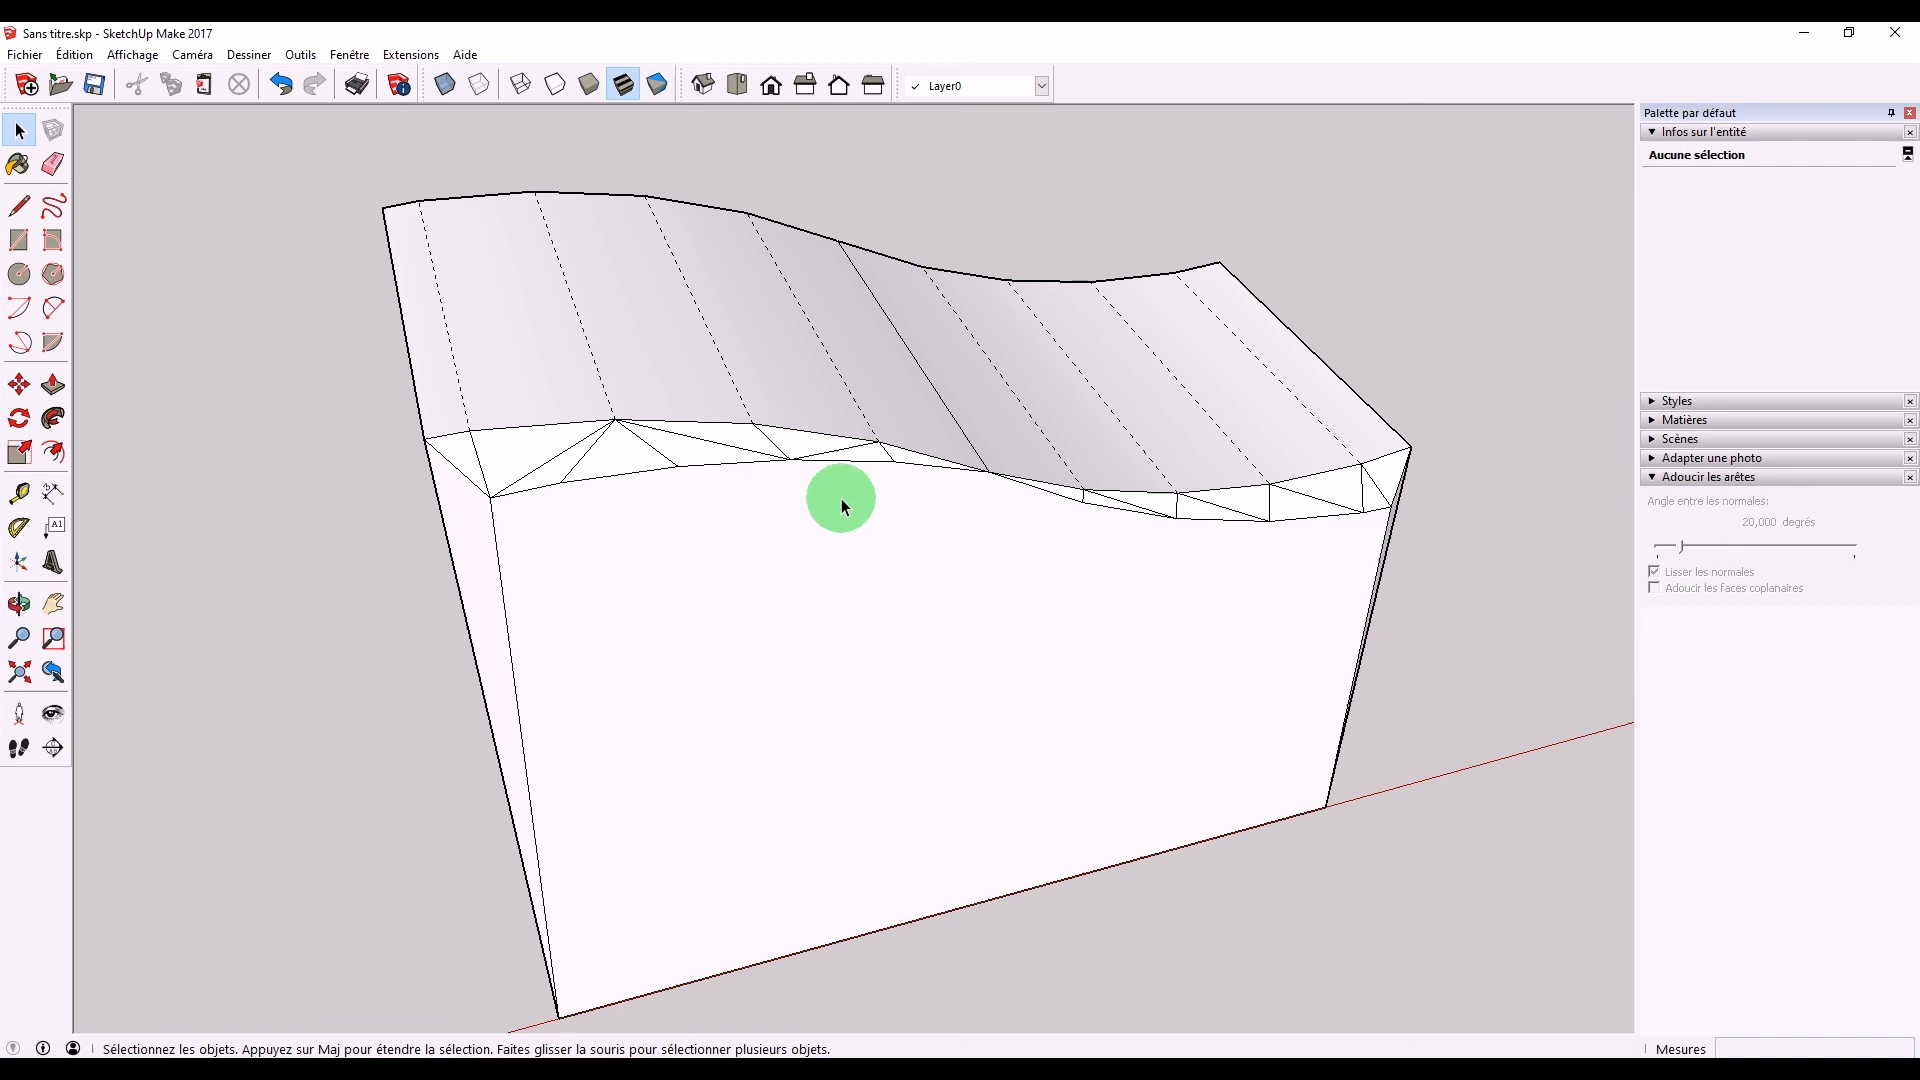 Sans titre.skp - SketchUp Make 2017
Fichier Édition Affichage Caméra Dessiner Outils Fenêtre Extensions Aide
Layer0
Palette par défaut
Infos sur l'entité
Aucune sélection
A1
Styles
Matières
Scènes
Adapter une photo
Adoucir les arêtes
Angle entre les normales:
20,000 degrés
Lisser les normales
Adoucir les faces coplanaires
Sélectionnez les objets. Appuyez sur Maj pour étendre la sélection. Faites glisser la souris pour sélectionner plusieurs objets.
Mesures